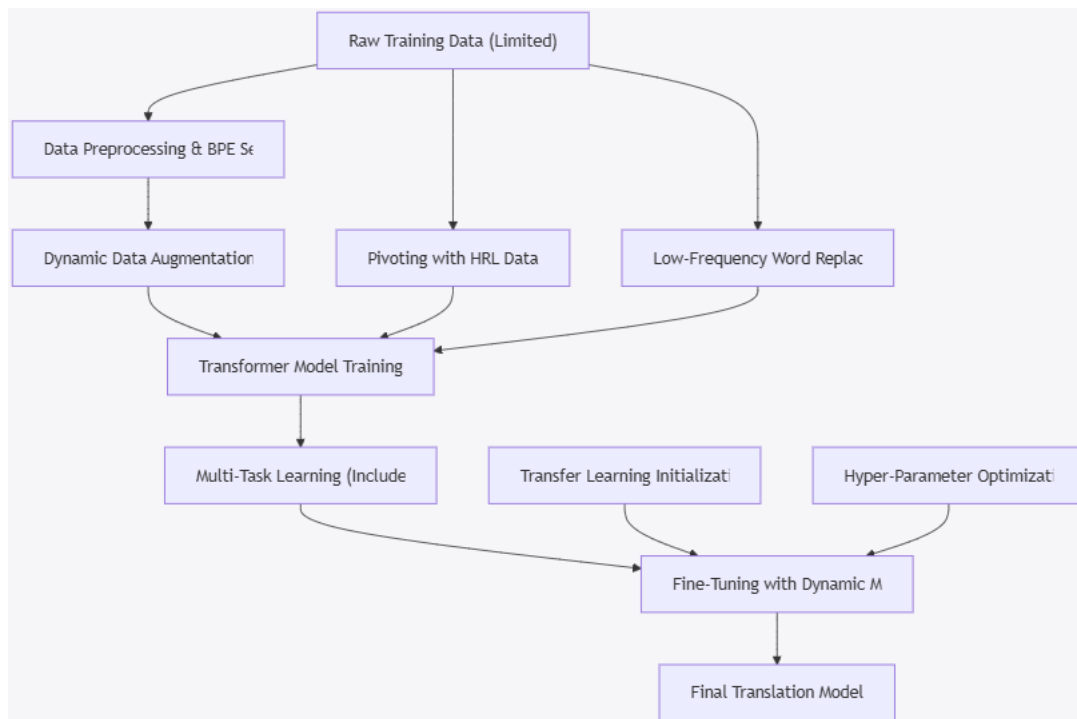 Raw Training Data (Limited)
Data Preprocessing & BPE Se
Dynamic Data Augmentation
Pivoting with HRL Data
Low-Frequency Word Replac
Transformer Model Training
Multi-Task Learning (Include
Transfer Learning Initializati
Hyper-Parameter Optimizati
Fine-Tuning with Dynamic M
Final Translation Model